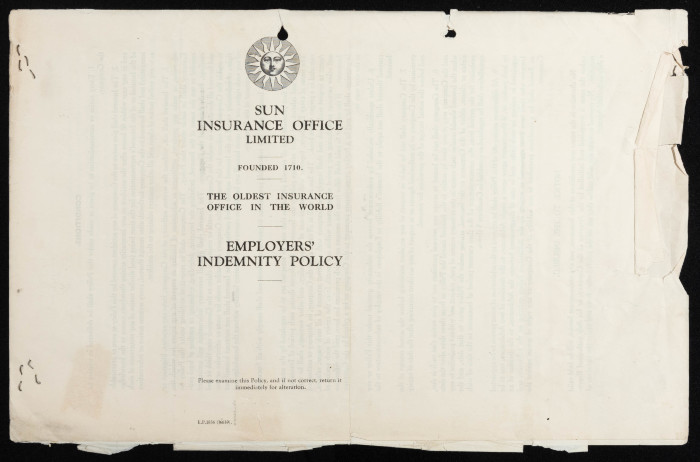 SUN
INSURANCE OFFICE
LIMITED
FOUNDED 1710.
THE OLDEST INSURANCE
OFFICE IN THE WORLD
EMPLOYERS'
INDEMNITY POLICY
Please examine this Policy, and if not correct, return it
immediately for alteration.